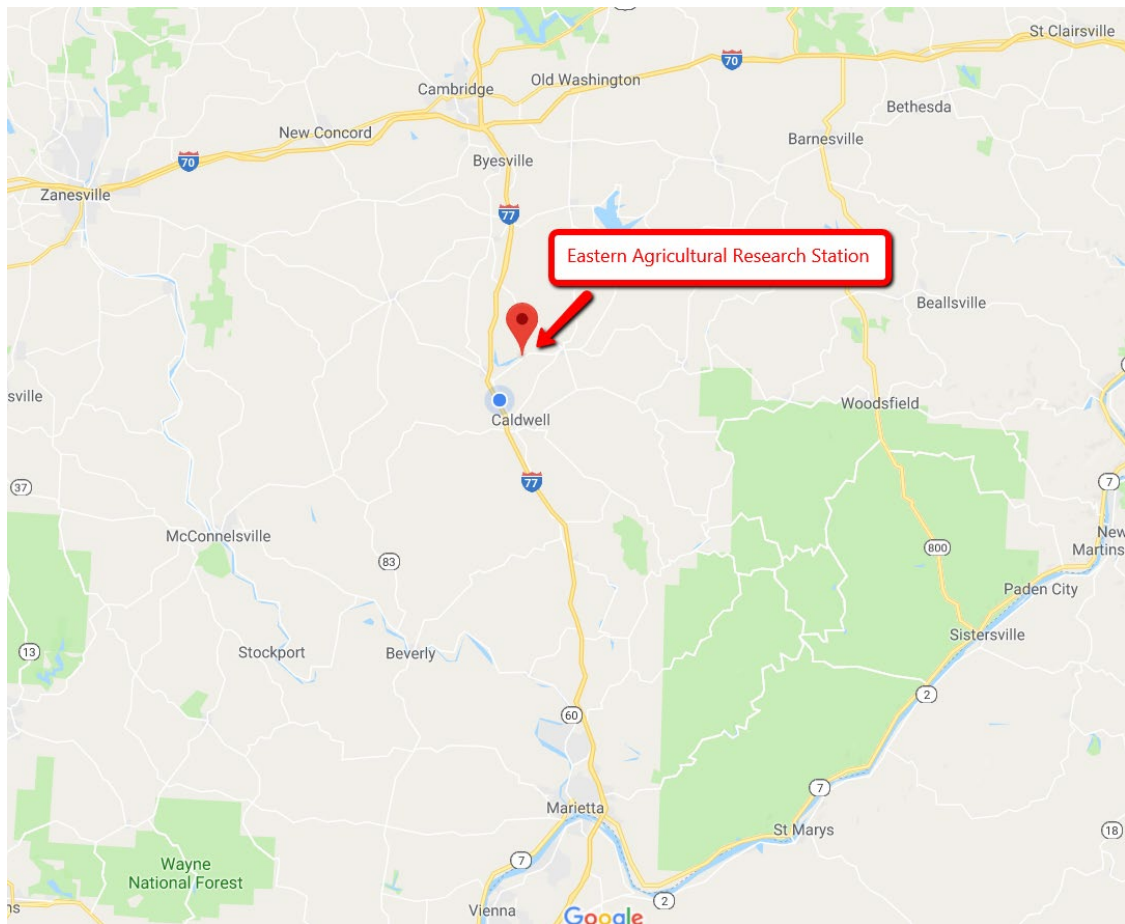 St Clairsville
70
Old Washington
Cambridge
Bethesda
New Concord
Barnesville
70
Byesville
Zanesville
77
Eastern Agricultural Research Station
Beallsville
sville
Woodsfield
Caldwell
77
7
37
McConnelsville
New
Martins
800
83
Paden City
Sistersville
13
Stockport
Beverly
2
60
7
Marietta
St Marys
18
7
Wayne
National Forest
2
Vienna
ns
Google